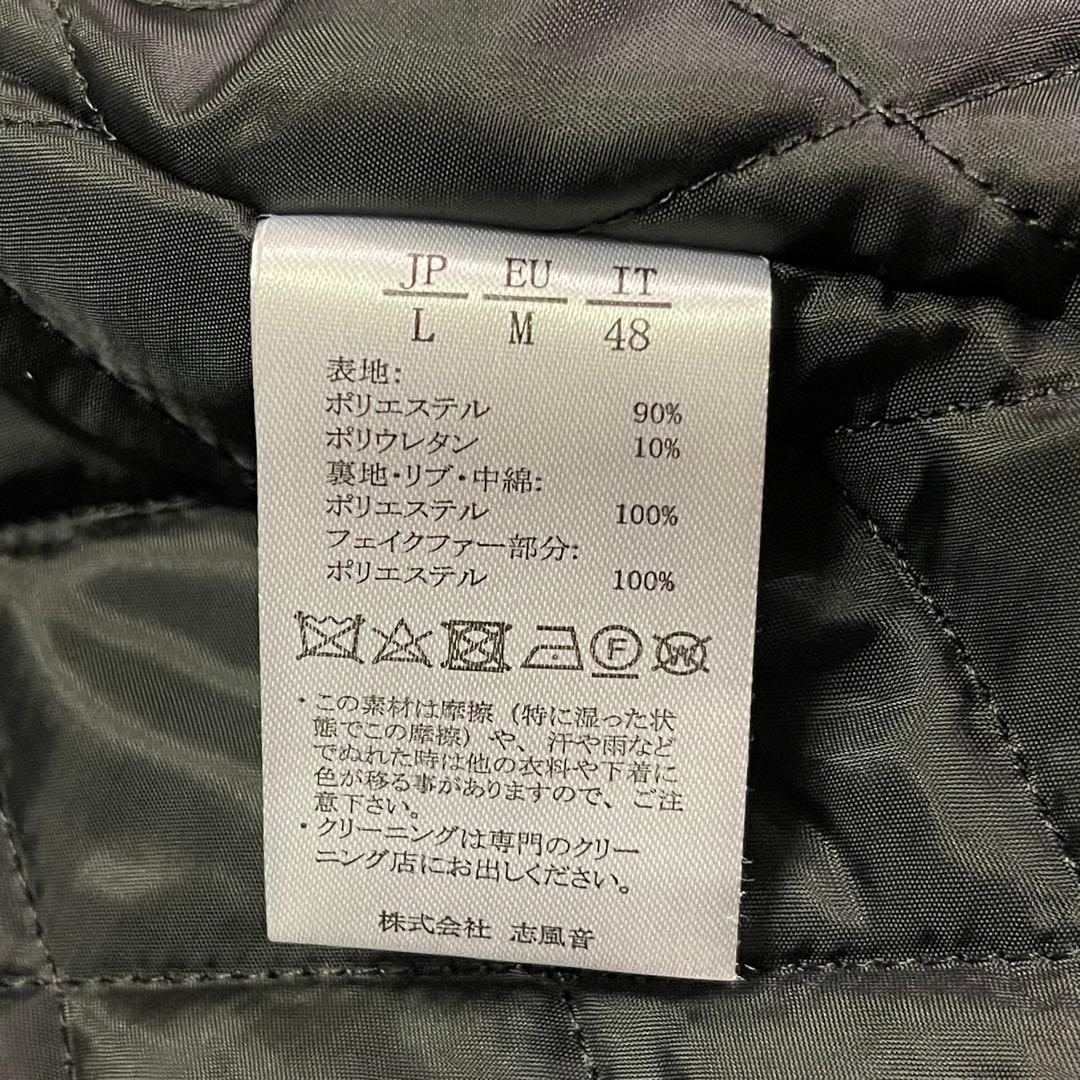 JP EU IT
L M 48
表地:
ポリエステル 90%
ポリウレタン 10%
裏地・リブ・中綿:
ポリエステル 100%
フェイクファー部分:
ポリエステル 100%
F W
・この素材は摩擦（特に湿った状
態でこの摩擦）や、汗や雨など
でぬれた時は他の衣料や下着に
色が移る事がありますので、ご注
意下さい。
・クリーニングは専門のクリー
ニング店にお出しください。
株式会社 志風音